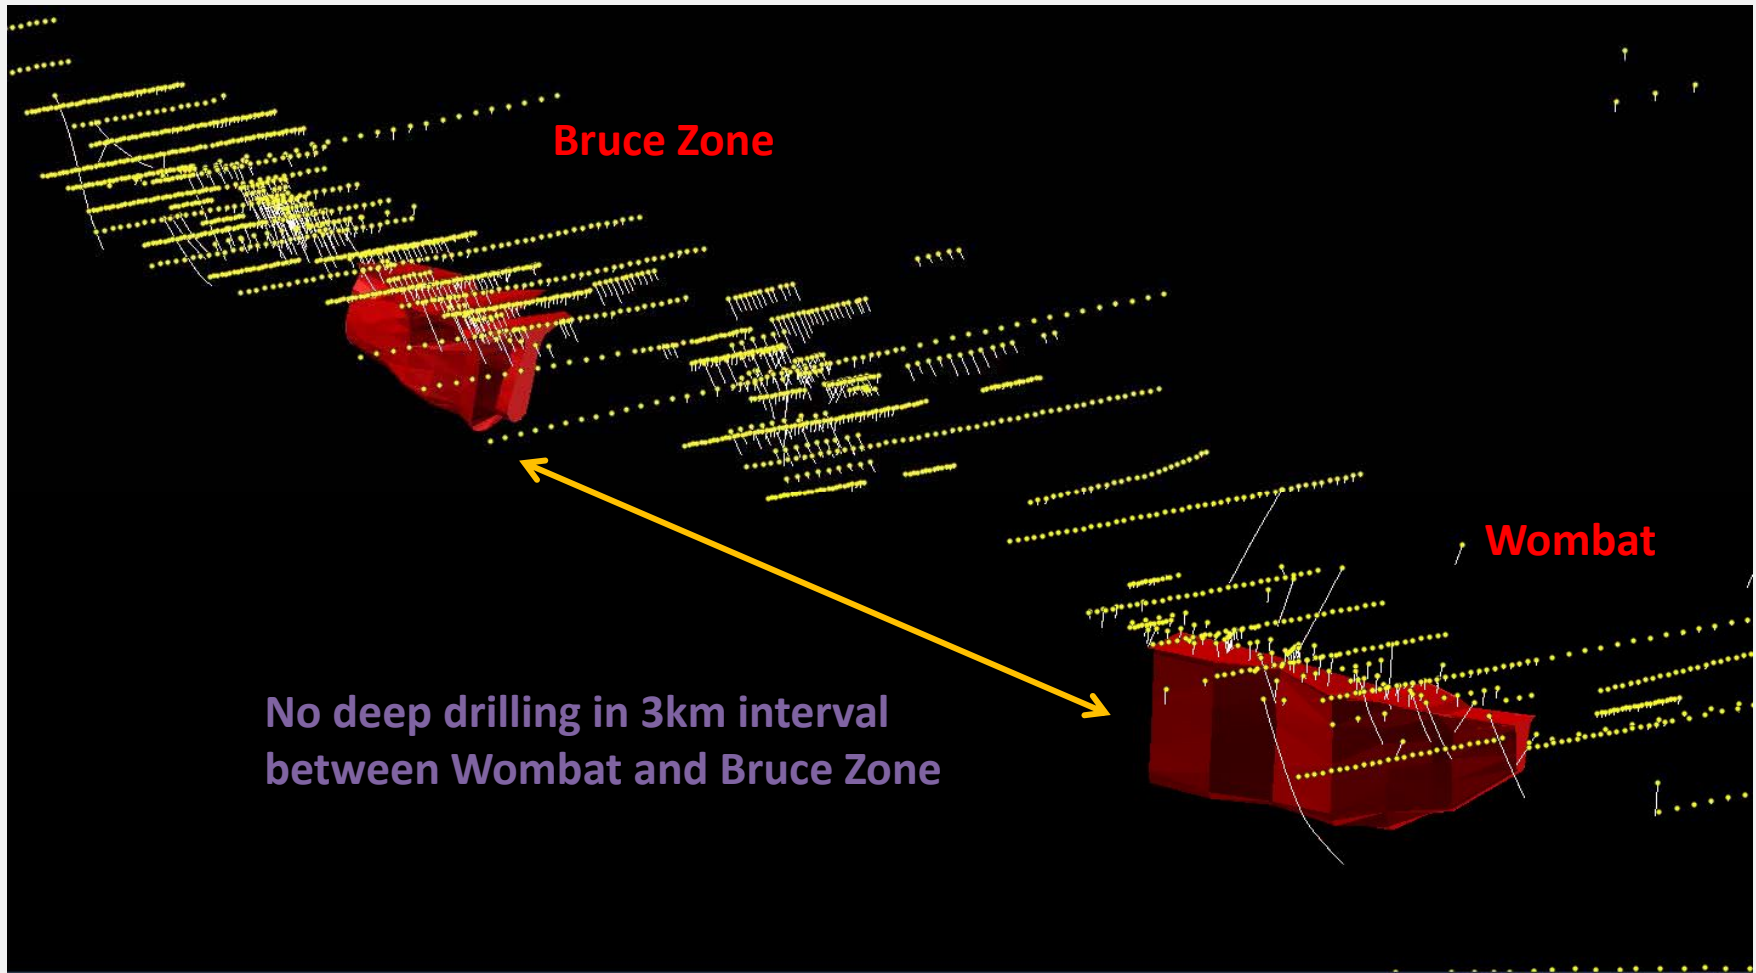 Bruce Zone
Wombat
No deep drilling in 3km interval
between Wombat and Bruce Zone